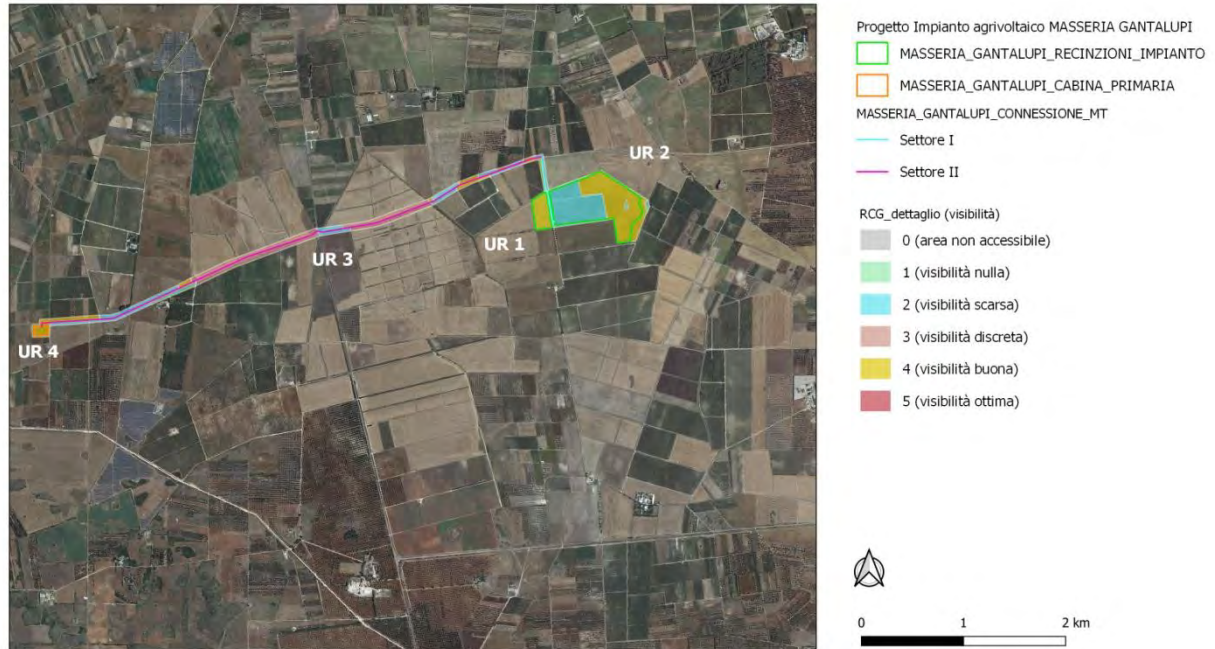 UR 2
UR 1
UR 3
UR 4
Progetto Impianto agrivoltaico MASSERIA GANTALUPI
MASSERIA_GANTALUPI_RECINZIONI_IMPIANTO
MASSERIA_GANTALUPI_CABINA_PRIMARIA
MASSERIA_GANTALUPI_CONNESSIONE_MT
Settore I
Settore II
RCG_dettaglio (visibilità)
0 (area non accessibile)
1 (visibilità nulla)
2 (visibilità scarsa)
3 (visibilità discreta)
4 (visibilità buona)
5 (visibilità ottima)
0 1 2 km